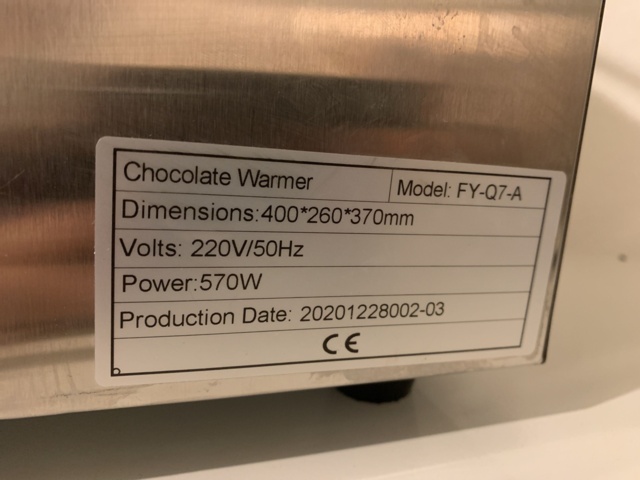 Chocolate Warmer Model: FY-Q7-A
Dimensions:400*260*370mm
Volts: 220V/50Hz
Power:570W
Production Date: 20201228002-03
CE